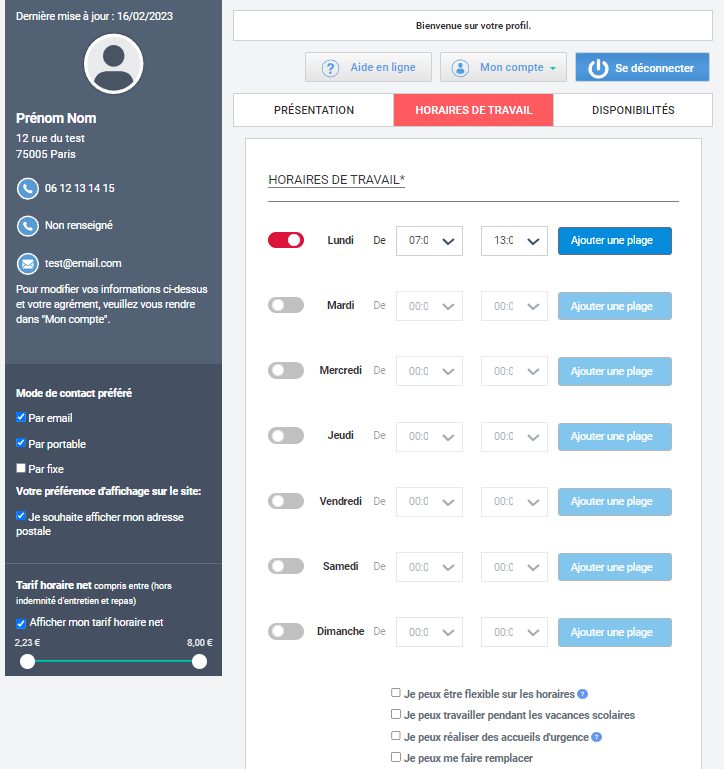 Dernière mise à jour : 16/02/2023
Prénom Nom
12 rue du test
75005 Paris
06 12 13 14 15
Non renseigné
test@email.com
Pour modifier vos informations ci-dessus
et votre agrément, veuillez vous rendre
dans "Mon compte".
Mode de contact préféré
Par email
Par portable
Par fixe
Votre préférence d'affichage sur le site:
Je souhaite afficher mon adresse
postale
Tarif horaire net compris entre (hors
indemnité d'entretien et repas)
Afficher mon tarif horaire net
2,23 € 8,00 €
Bienvenue sur votre profil.
? Aide en ligne Mon compte Se déconnecter
PRÉSENTATION HORAIRES DE TRAVAIL DISPONIBILITÉS
HORAIRES DE TRAVAIL*
Lundi De 07:0 13:0 Ajouter une plage
Mardi De 00:0 00:0 Ajouter une plage
Mercredi De 00:0 00:0 Ajouter une plage
Jeudi De 00:0 00:0 Ajouter une plage
Vendredi De 00:0 00:0 Ajouter une plage
Samedi De 00:0 00:0 Ajouter une plage
Dimanche De 00:0 00:0 Ajouter une plage
Je peux être flexible sur les horaires ?
Je peux travailler pendant les vacances scolaires
Je peux réaliser des accueils d'urgence ?
Je peux me faire remplacer